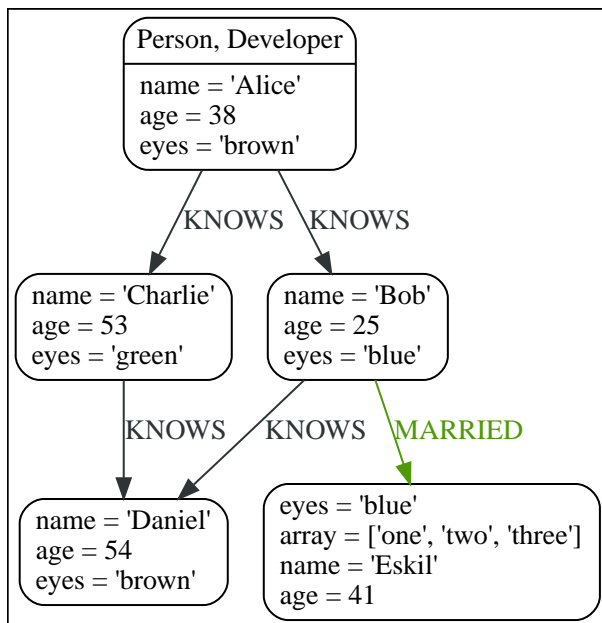 Person, Developer
name = 'Alice'
age = 38
eyes = 'brown'
KNOWS
KNOWS
name = 'Charlie'
age = 53
eyes = 'green'
name = 'Bob'
age = 25
eyes = 'blue'
KNOWS
KNOWS
MARRIED
name = 'Daniel'
age = 54
eyes = 'brown'
eyes = 'blue'
array = ['one', 'two', 'three']
name = 'Eskil'
age = 41